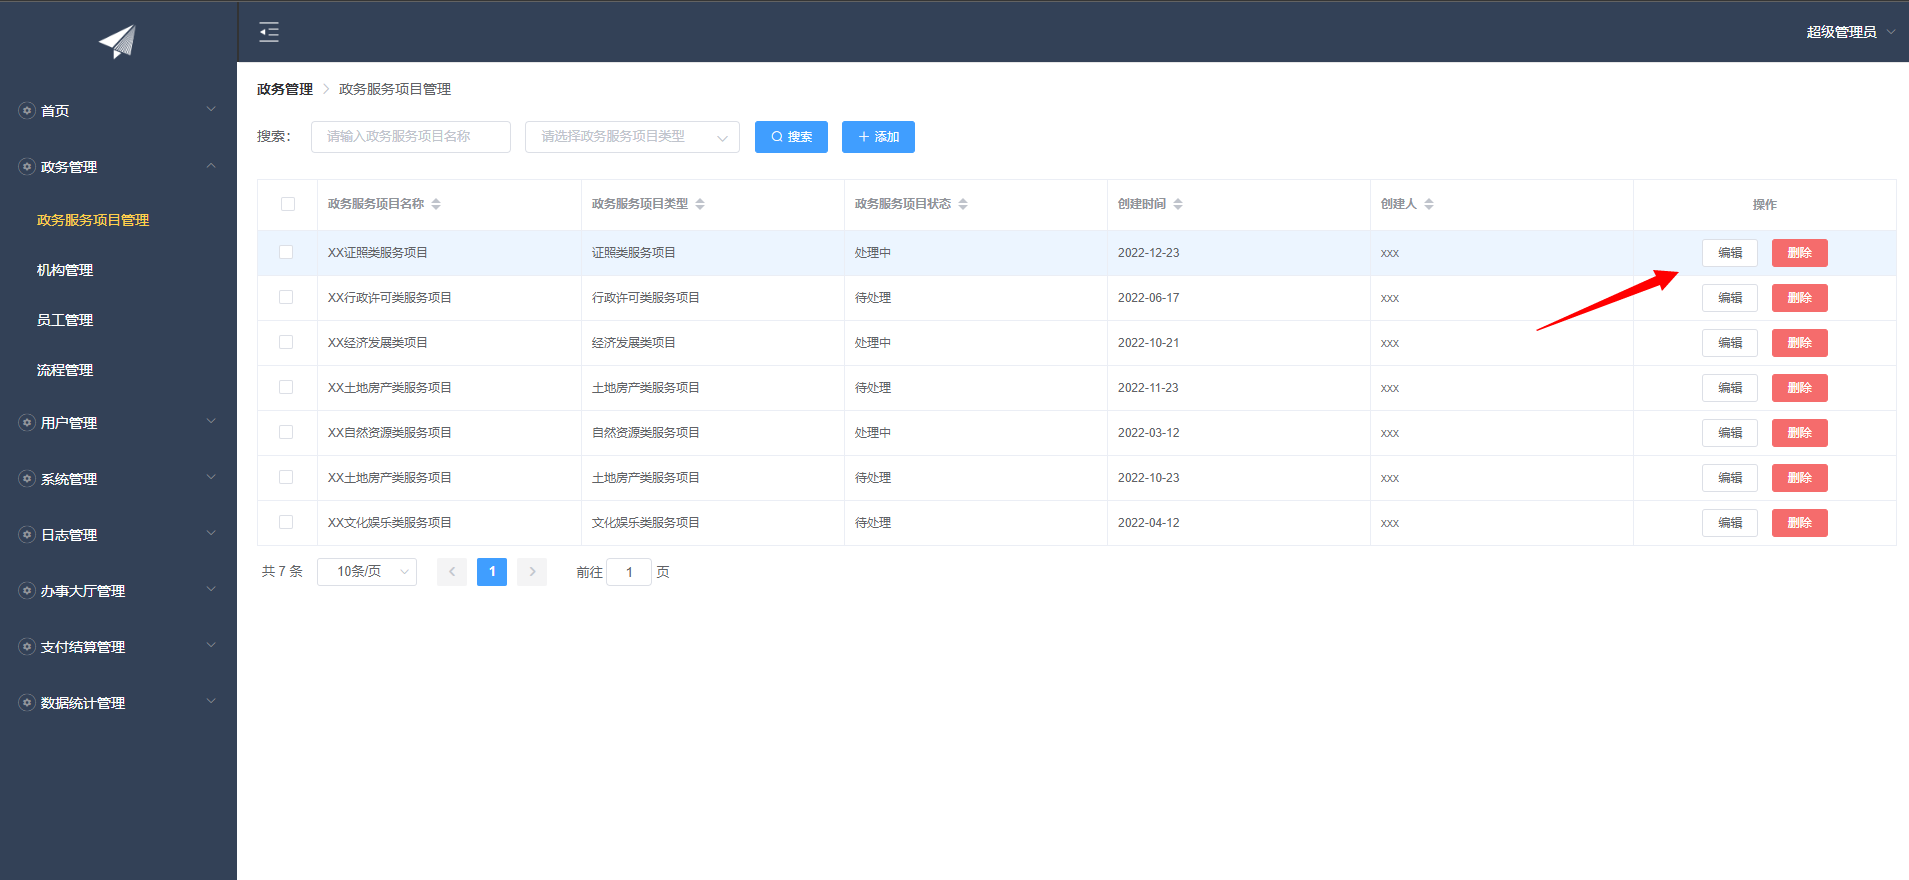 超级管理员
首页
政务管理
政务服务项目管理
机构管理
员工管理
流程管理
用户管理
系统管理
日志管理
办事大厅管理
支付结算管理
数据统计管理
政务管理 政务服务项目管理
搜索: 请输入政务服务项目名称 请选择政务服务项目类型 搜索 添加
政务服务项目名称 政务服务项目类型 政务服务项目状态 创建时间 创建人 操作
XX证照类服务项目 证照类服务项目 处理中 2022-12-23 xxx 编辑 删除
XX行政许可类服务项目 行政许可类服务项目 待处理 2022-06-17 xxx 编辑 删除
XX经济发展类项目 经济发展类项目 处理中 2022-10-21 xxx 编辑 删除
XX土地房产类服务项目 土地房产类服务项目 待处理 2022-11-23 xxx 编辑 删除
XX自然资源类服务项目 自然资源类服务项目 处理中 2022-03-12 xxx 编辑 删除
XX土地房产类服务项目 土地房产类服务项目 待处理 2022-10-23 xxx 编辑 删除
XX文化娱乐类服务项目 文化娱乐类服务项目 待处理 2022-04-12 xxx 编辑 删除
共 7 条 10条/页 1 前往 1 页